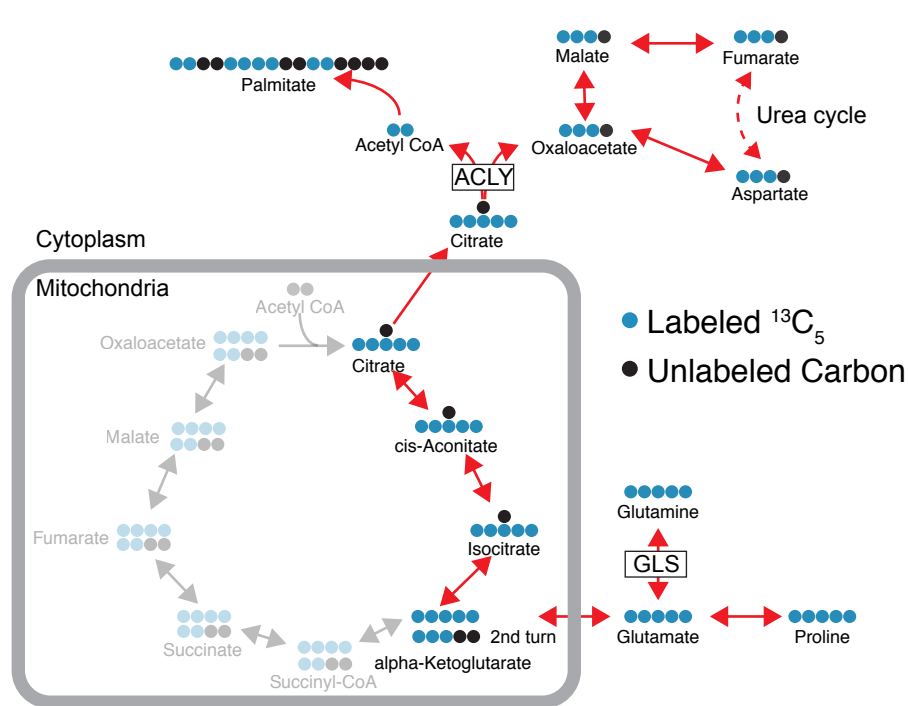 Malate
Fumarate
Palmitate
Urea cycle
Acetyl CoA
Oxaloacetate
ACLY
Aspartate
Citrate
Cytoplasm
Mitochondria
Acetyl CoA
Oxaloacetate
Citrate
Labeled ¹³C₅
Unlabeled Carbon
Malate
cis-Aconitate
Glutamine
Fumarate
Isocitrate
GLS
2nd turn
Glutamate
Proline
Succinate
alpha-Ketoglutarate
Succinyl-CoA